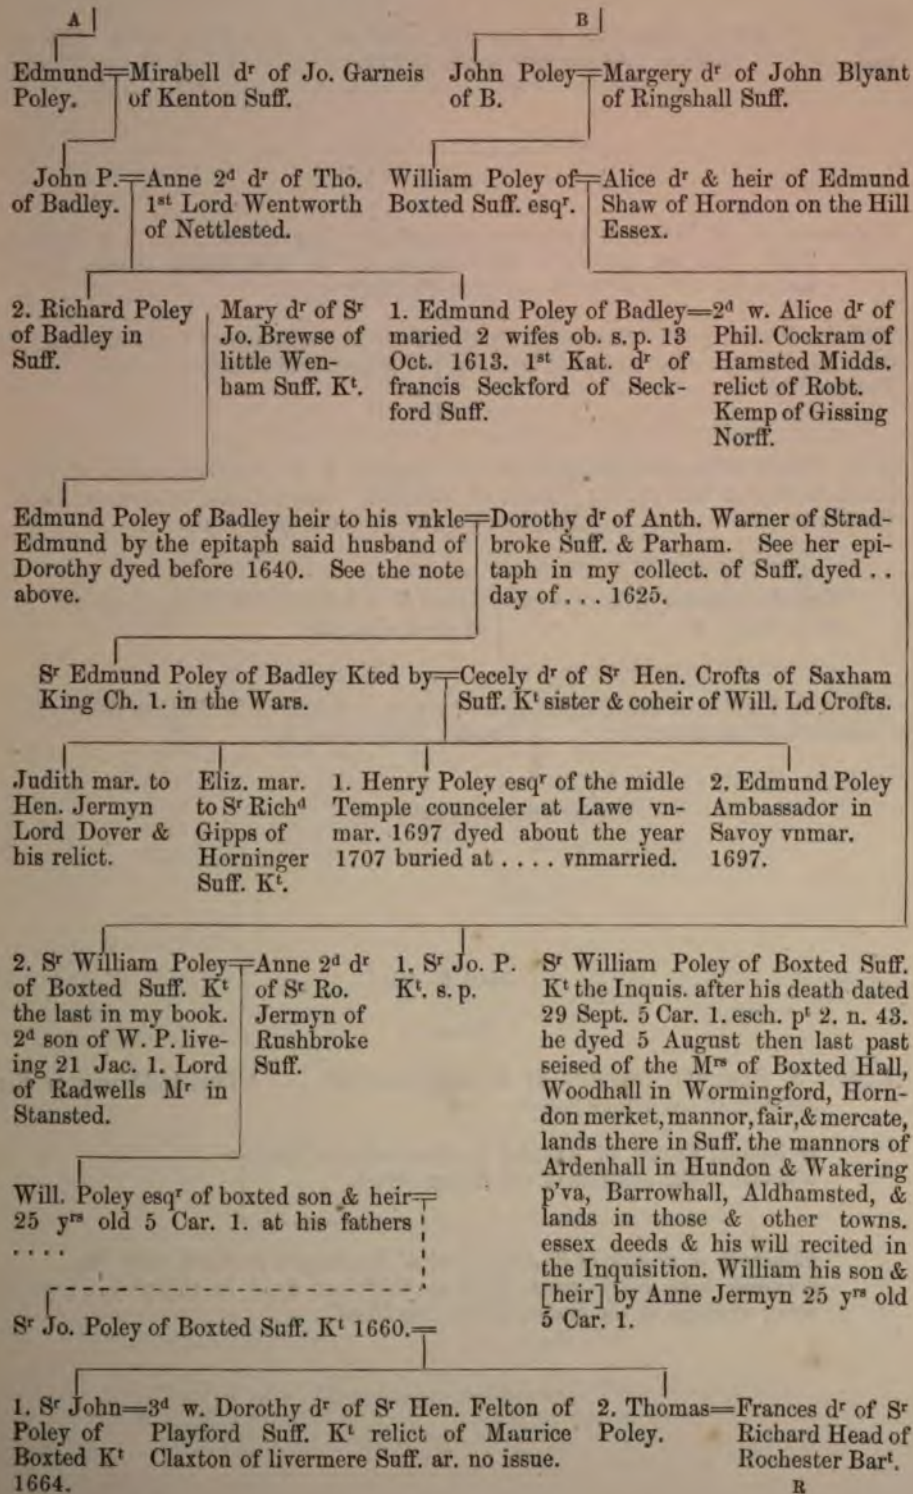 A
B
Edmund=Mirabell dʳ of Jo. Garneis
Poley. of Kenton Suff.
John Poley=Margery dʳ of John Blyant
of B. of Ringshall Suff.
John P.=Anne 2ᵈ dʳ of Tho.
of Badley. 1ˢᵗ Lord Wentworth
of Nettlested.
William Poley of=Alice dʳ & heir of Edmund
Boxted Suff. esqʳ. Shaw of Horndon on the Hill
Essex.
2. Richard Poley
of Badley in
Suff.
Mary dʳ of Sʳ
Jo. Brewse of
little Wen-
ham Suff. Kᵗ.
1. Edmund Poley of Badley=
maried 2 wifes ob. s. p. 13
Oct. 1613. 1ˢᵗ Kat. dʳ of
francis Seckford of Seck-
ford Suff.
2ᵈ w. Alice dʳ of
Phil. Cockram of
Hamsted Midds.
relict of Robt.
Kemp of Gissing
Norff.
Edmund Poley of Badley heir to his vnkle=
Edmund by the epitaph said husband of
Dorothy dyed before 1640. See the note
above.
Dorothy dʳ of Anth. Warner of Strad-
broke Suff. & Parham. See her epi-
taph in my collect. of Suff. dyed . .
day of . . . 1625.
Sʳ Edmund Poley of Badley Kted by=
King Ch. 1. in the Wars.
Cecely dʳ of Sʳ Hen. Crofts of Saxham
Suff. Kᵗ sister & coheir of Will. Ld Crofts.
Judith mar. to
Hen. Jermyn
Lord Dover &
his relict.
Eliz. mar.
to Sʳ Richᵈ
Gipps of
Horninger
Suff. Kᵗ.
1. Henry Poley esqʳ of the midle
Temple counceler at Lawe vn-
mar. 1697 dyed about the year
1707 buried at . . . . vnmarried.
2. Edmund Poley
Ambassador in
Savoy vnmar.
1697.
2. Sʳ William Poley=
of Boxted Suff. Kᵗ
the last in my book.
2ᵈ son of W. P. live-
ing 21 Jac. 1. Lord
of Radwells Mʳ in
Stansted.
Anne 2ᵈ dʳ
of Sʳ Ro.
Jermyn of
Rushbroke
Suff.
1. Sʳ Jo. P.
Kᵗ. s. p.
Sʳ William Poley of Boxted Suff.
Kᵗ the Inquis. after his death dated
29 Sept. 5 Car. 1. esch. pᵗ 2. n. 43.
he dyed 5 August then last past
seised of the Mʳˢ of Boxted Hall,
Woodhall in Wormingford, Horn-
don merket, mannor, fair, & mercate,
lands there in Suff. the mannors of
Ardenhall in Hundon & Wakering
p'va, Barrowhall, Aldhamsted, &
lands in those & other towns.
essex deeds & his will recited in
the Inquisition. William his son &
[heir] by Anne Jermyn 25 yʳˢ old
5 Car. 1.
Will. Poley esqʳ of boxted son & heir=
25 yʳˢ old 5 Car. 1. at his fathers
. . . .
Sʳ Jo. Poley of Boxted Suff. Kᵗ 1660.=
1. Sʳ John=
Poley of
Boxted Kᵗ
1664.
3ᵈ w. Dorothy dʳ of Sʳ Hen. Felton of
Playford Suff. Kᵗ relict of Maurice
Claxton of livermere Suff. ar. no issue.
2. Thomas=
Poley.
Frances dʳ of Sʳ
Richard Head of
Rochester Barᵗ.
R